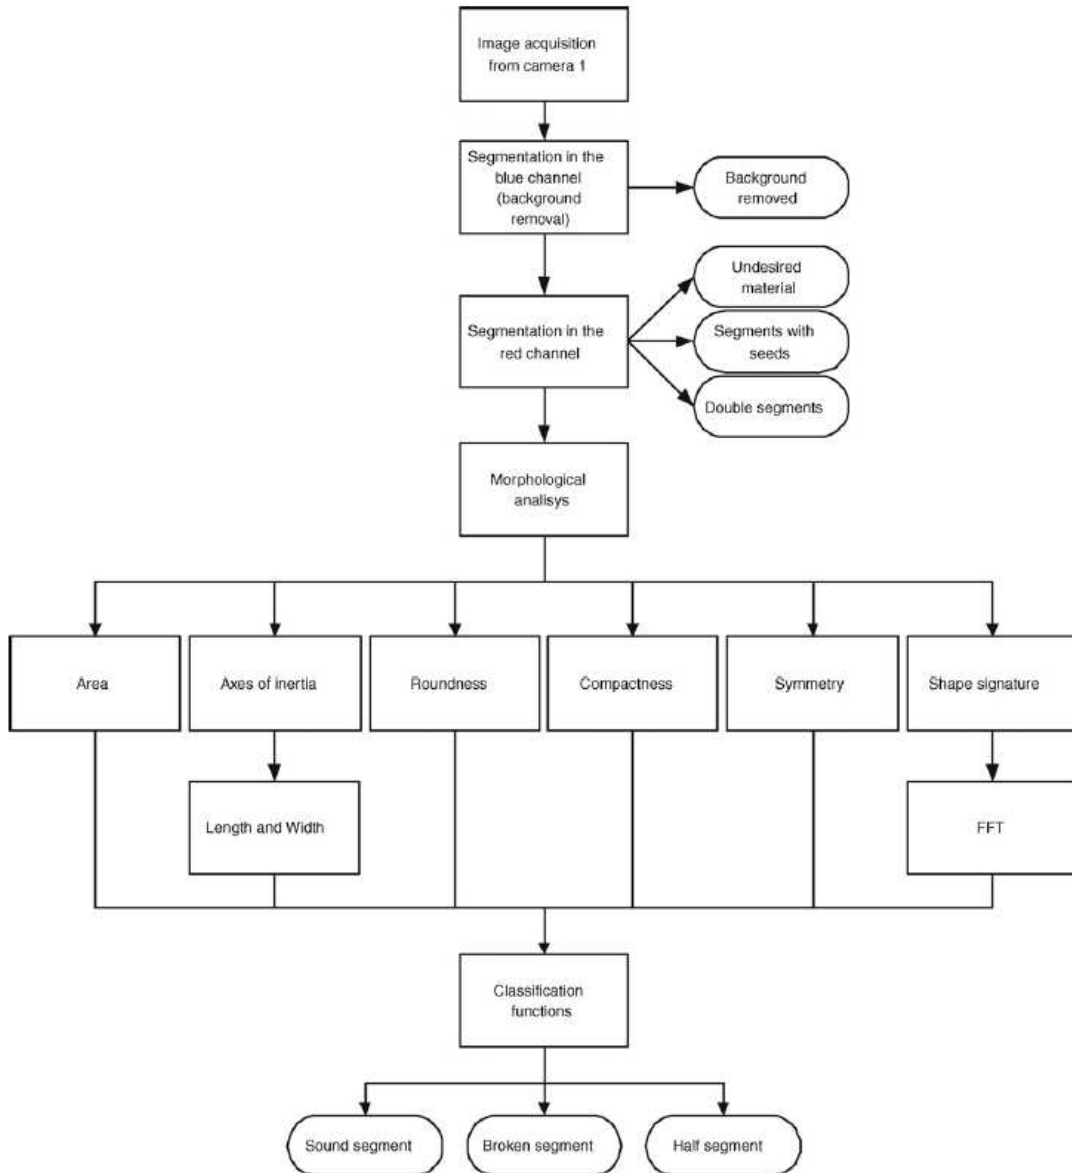 Image acquisition
from camera 1
Segmentation in the
blue channel
(background
removal)
Background
removed
Undesired
material
Segmentation in the
red channel
Segments with
seeds
Double segments
Morphological
analisys
Area
Axes of inertia
Roundness
Compactness
Symmetry
Shape signature
Length and Width
FFT
Classification
functions
Sound segment
Broken segment
Half segment